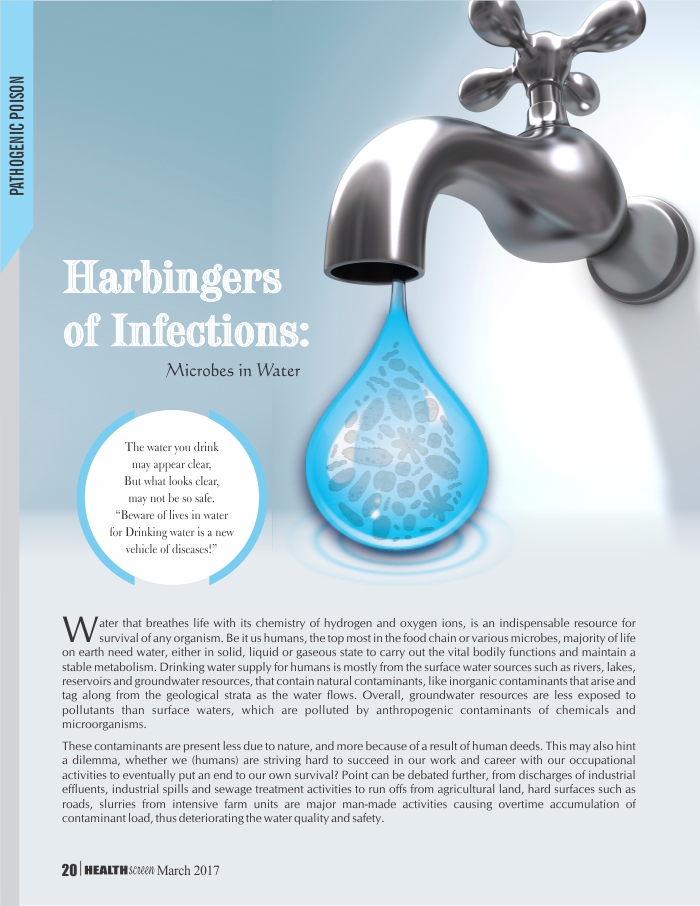 PATHOGENIC POISON
Harbingers
of Infections:
Microbes in Water
The water you drink
may appear clear,
But what looks clear,
may not be so safe.
“Beware of lives in water
for Drinking water is a new
vehicle of diseases!”
Water that breathes life with its chemistry of hydrogen and oxygen ions, is an indispensable resource for
survival of any organism. Be it us humans, the top most in the food chain or various microbes, majority of life
on earth need water, either in solid, liquid or gaseous state to carry out the vital bodily functions and maintain a
stable metabolism. Drinking water supply for humans is mostly from the surface water sources such as rivers, lakes,
reservoirs and groundwater resources, that contain natural contaminants, like inorganic contaminants that arise and
tag along from the geological strata as the water flows. Overall, groundwater resources are less exposed to
pollutants than surface waters, which are polluted by anthropogenic contaminants of chemicals and
microorganisms.
These contaminants are present less due to nature, and more because of a result of human deeds. This may also hint
a dilemma, whether we (humans) are striving hard to succeed in our work and career with our occupational
activities to eventually put an end to our own survival? Point can be debated further, from discharges of industrial
effluents, industrial spills and sewage treatment activities to run offs from agricultural land, hard surfaces such as
roads, slurries from intensive farm units are major man-made activities causing overtime accumulation of
contaminant load, thus deteriorating the water quality and safety.
20 | HEALTHscreen March 2017